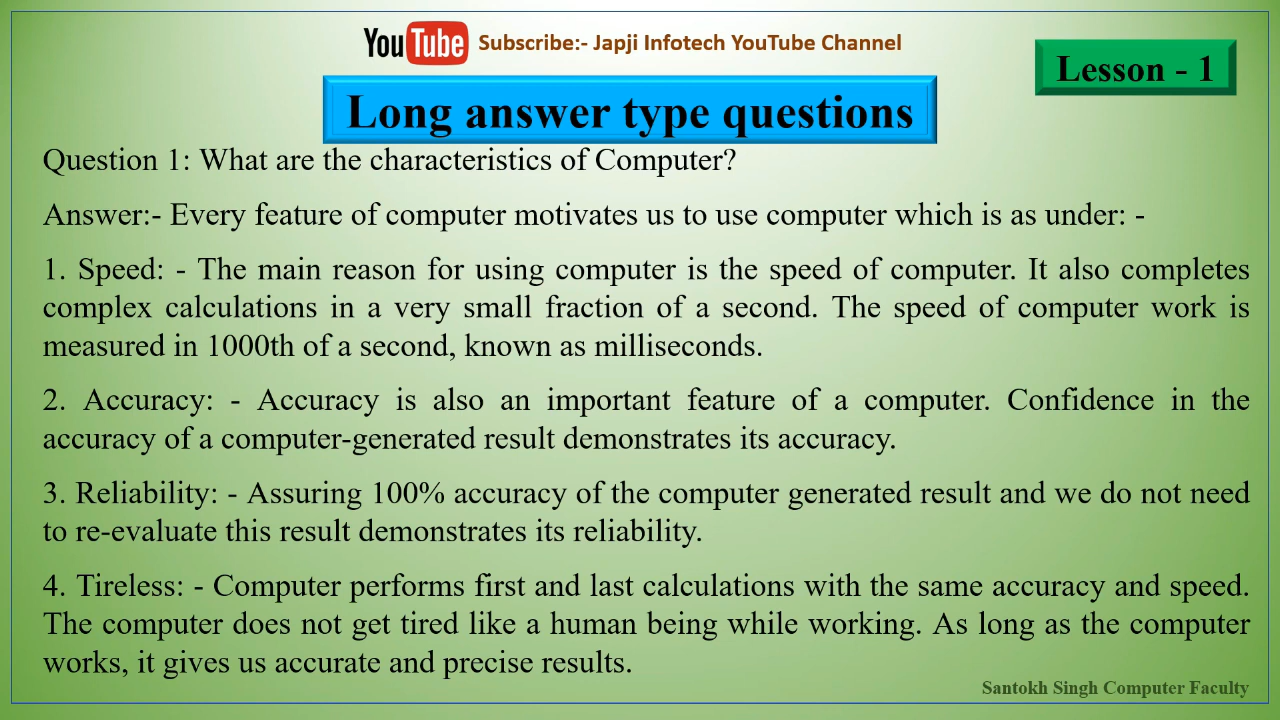 YouTube Subscribe:- Japji Infotech YouTube Channel
Lesson - 1
Long answer type questions
Question 1: What are the characteristics of Computer?
Answer:- Every feature of computer motivates us to use computer which is as under: -
1. Speed: - The main reason for using computer is the speed of computer. It also completes
complex calculations in a very small fraction of a second. The speed of computer work is
measured in 1000th of a second, known as milliseconds.
2. Accuracy: - Accuracy is also an important feature of a computer. Confidence in the
accuracy of a computer-generated result demonstrates its accuracy.
3. Reliability: - Assuring 100% accuracy of the computer generated result and we do not need
to re-evaluate this result demonstrates its reliability.
4. Tireless: - Computer performs first and last calculations with the same accuracy and speed.
The computer does not get tired like a human being while working. As long as the computer
works, it gives us accurate and precise results.
Santokh Singh Computer Faculty